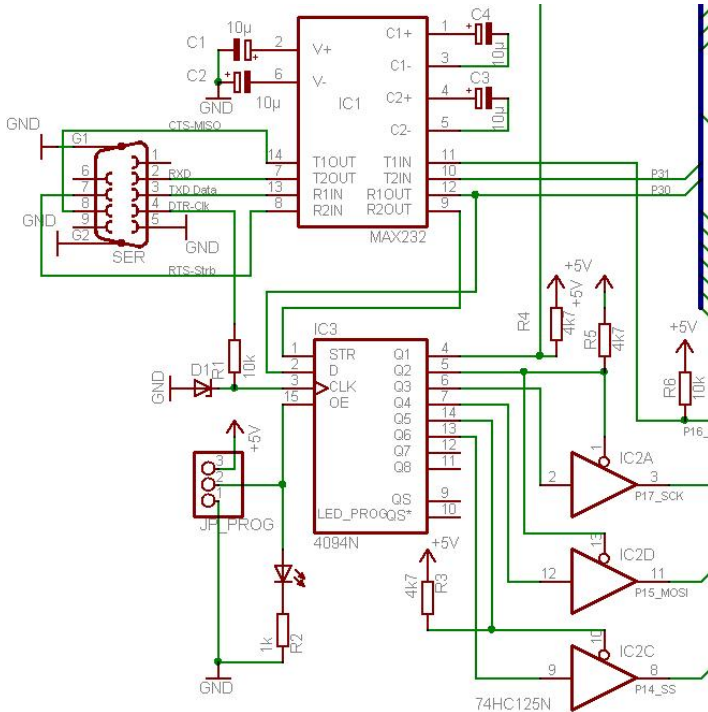 C1
10µ
2
V+
C1+
1
C4
10µ
C2
10µ
6
V-
C1-
3
GND
IC1
C2+
4
C3
10µ
C2-
5
GND
G1
CTS-MISO
14
T1OUT
T1IN
11
1
6
2
RXD
7
T2OUT
T2IN
10
P31
7
3
TXD Data
13
R1IN
R1OUT
12
P30
8
4
DTR-Clk
8
R2IN
R2OUT
9
GND
9
5
G2
GND
SER
MAX232
RTS-Strb
+5V
+5V
IC3
R4
4k7
R5
4k7
+5V
1
STR
Q1
4
D1
R1
10k
2
D
Q2
5
3
CLK
Q3
6
GND
15
OE
Q4
7
R6
10k
Q5
14
Q6
13
P16_
+5V
Q7
12
Q8
11
1
IC2A
3
2
1
2
3
P17_SCK
QS
9
LED_PROG
QS*
10
JP_PROG
4094N
+5V
13
IC2D
12
11
P15_MOSI
4k7
R3
1k
R2
10
IC2C
9
8
P14_SS
GND
74HC125N